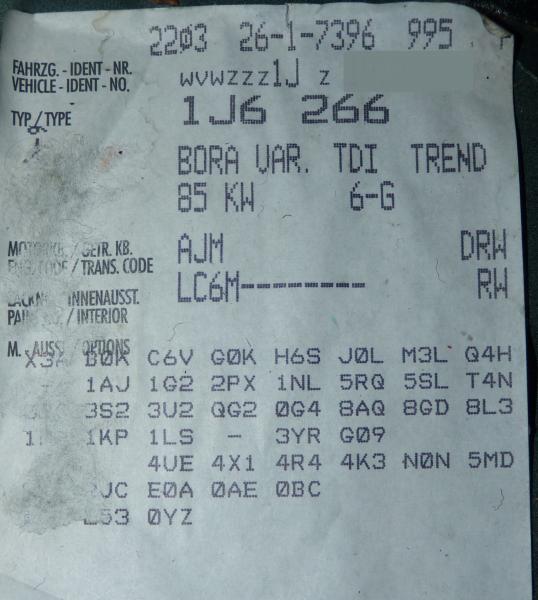 2203 26-1-7396 995
FAHRZG. - IDENT - NR.
VEHICLE - IDENT - NO.
WVWZZZ1J Z
TYP/TYPE
1J6 266
BORA VAR. TDI TREND
85 KW 6-G
/ GETR. KB.
/ TRANS. CODE
AJM DRW
INNENAUSST.
/ INTERIOR
LC6M--------- RW
M. AUSST/OPTIONS
B0K C6V G0K H6S J0L M3L Q4H
- 1AJ 1G2 2PX 1NL 5RQ 5SL T4N
3S2 3U2 QG2 0G4 8AQ 8GD 8L3
1KP 1LS - 3YR G09
4UE 4X1 4R4 4K3 N0N 5MD
E0A 0AE 0BC
0YZ